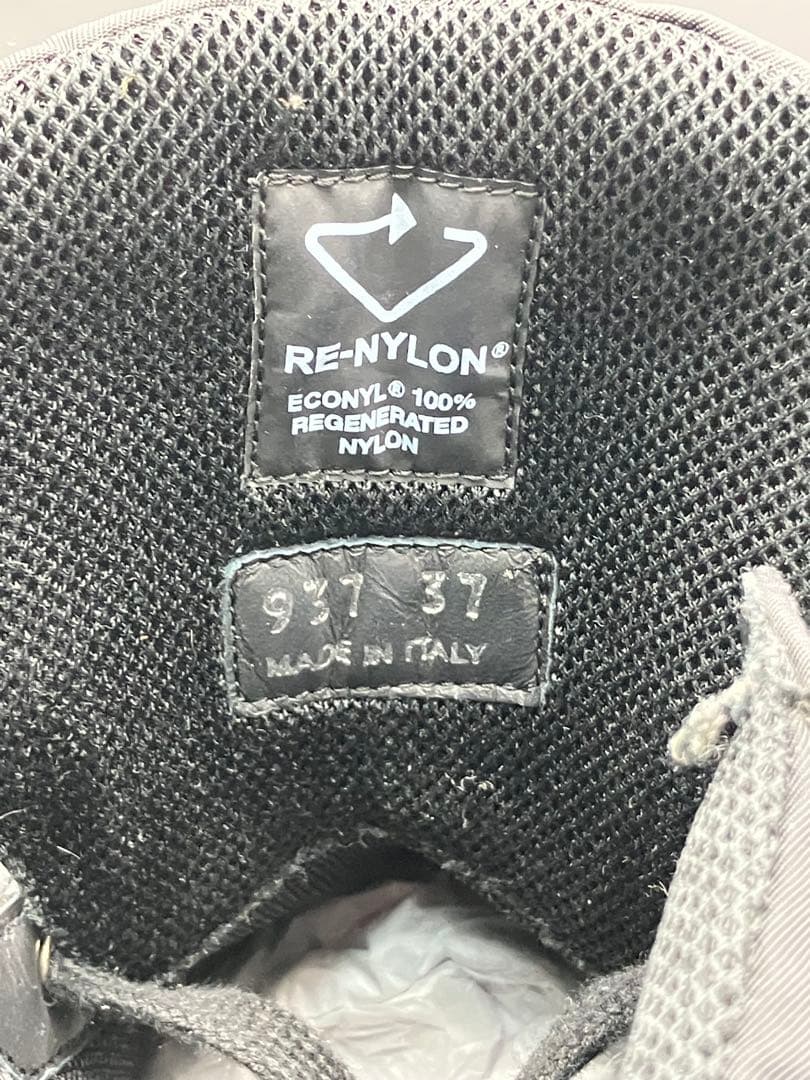 RE-NYLON®
ECONYL® 100%
REGENERATED
NYLON
937 37
MADE IN ITALY